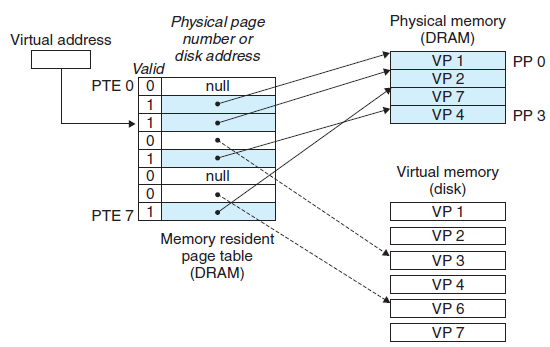 Virtual address
Physical page
number or
disk address
Valid
PTE 0
0
null
1
1
0
1
0
null
0
PTE 7
1
Memory resident
page table
(DRAM)
Physical memory
(DRAM)
VP 1
PP 0
VP 2
VP 7
VP 4
PP 3
Virtual memory
(disk)
VP 1
VP 2
VP 3
VP 4
VP 6
VP 7